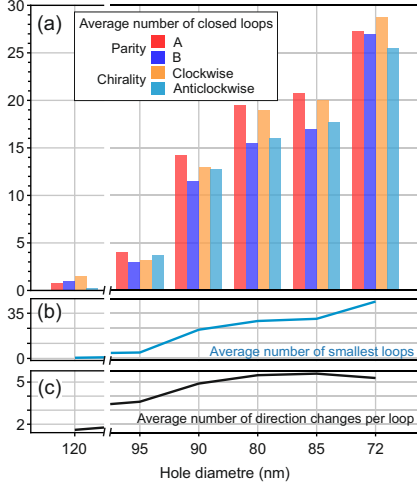 30
(a)
Average number of closed loops
Parity
A
B
Chirality
Clockwise
Anticlockwise
25
20
15
10
5
0
(b)
35
0
Average number of smallest loops
(c)
5
2
Average number of direction changes per loop
120 95 90 80 85 72
Hole diametre (nm)